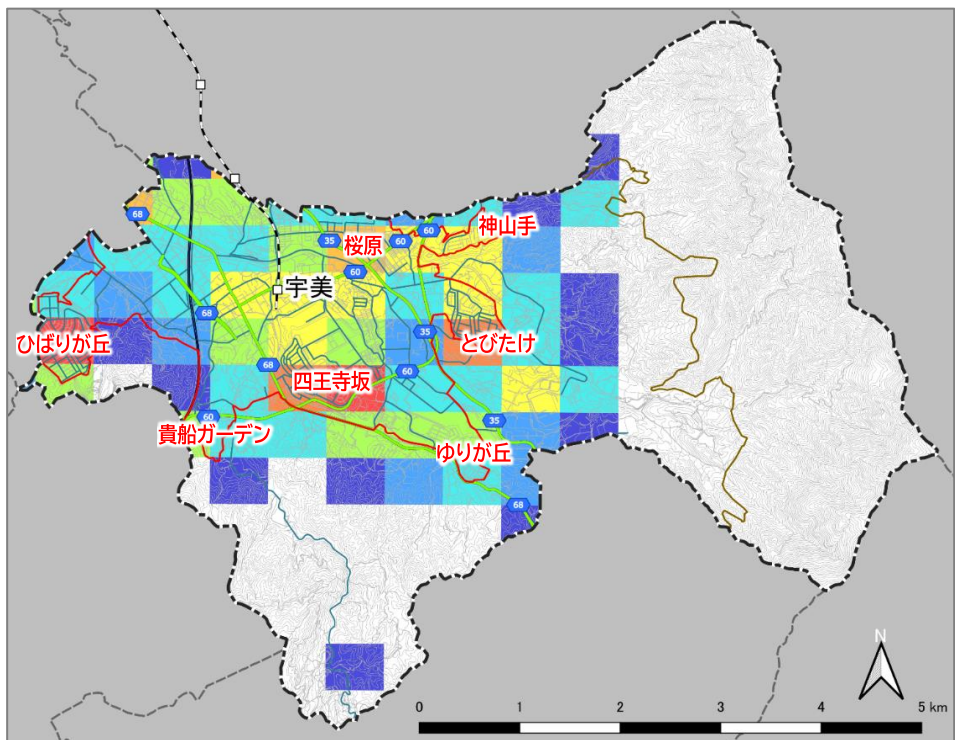 68
神山手
60
35
桜原
60
60
宇美
68
35
とびたけ
ひばりが丘
68
四王寺坂
60
60
35
貴船ガーデン
ゆりが丘
68
N
0 1 2 3 4 5 km